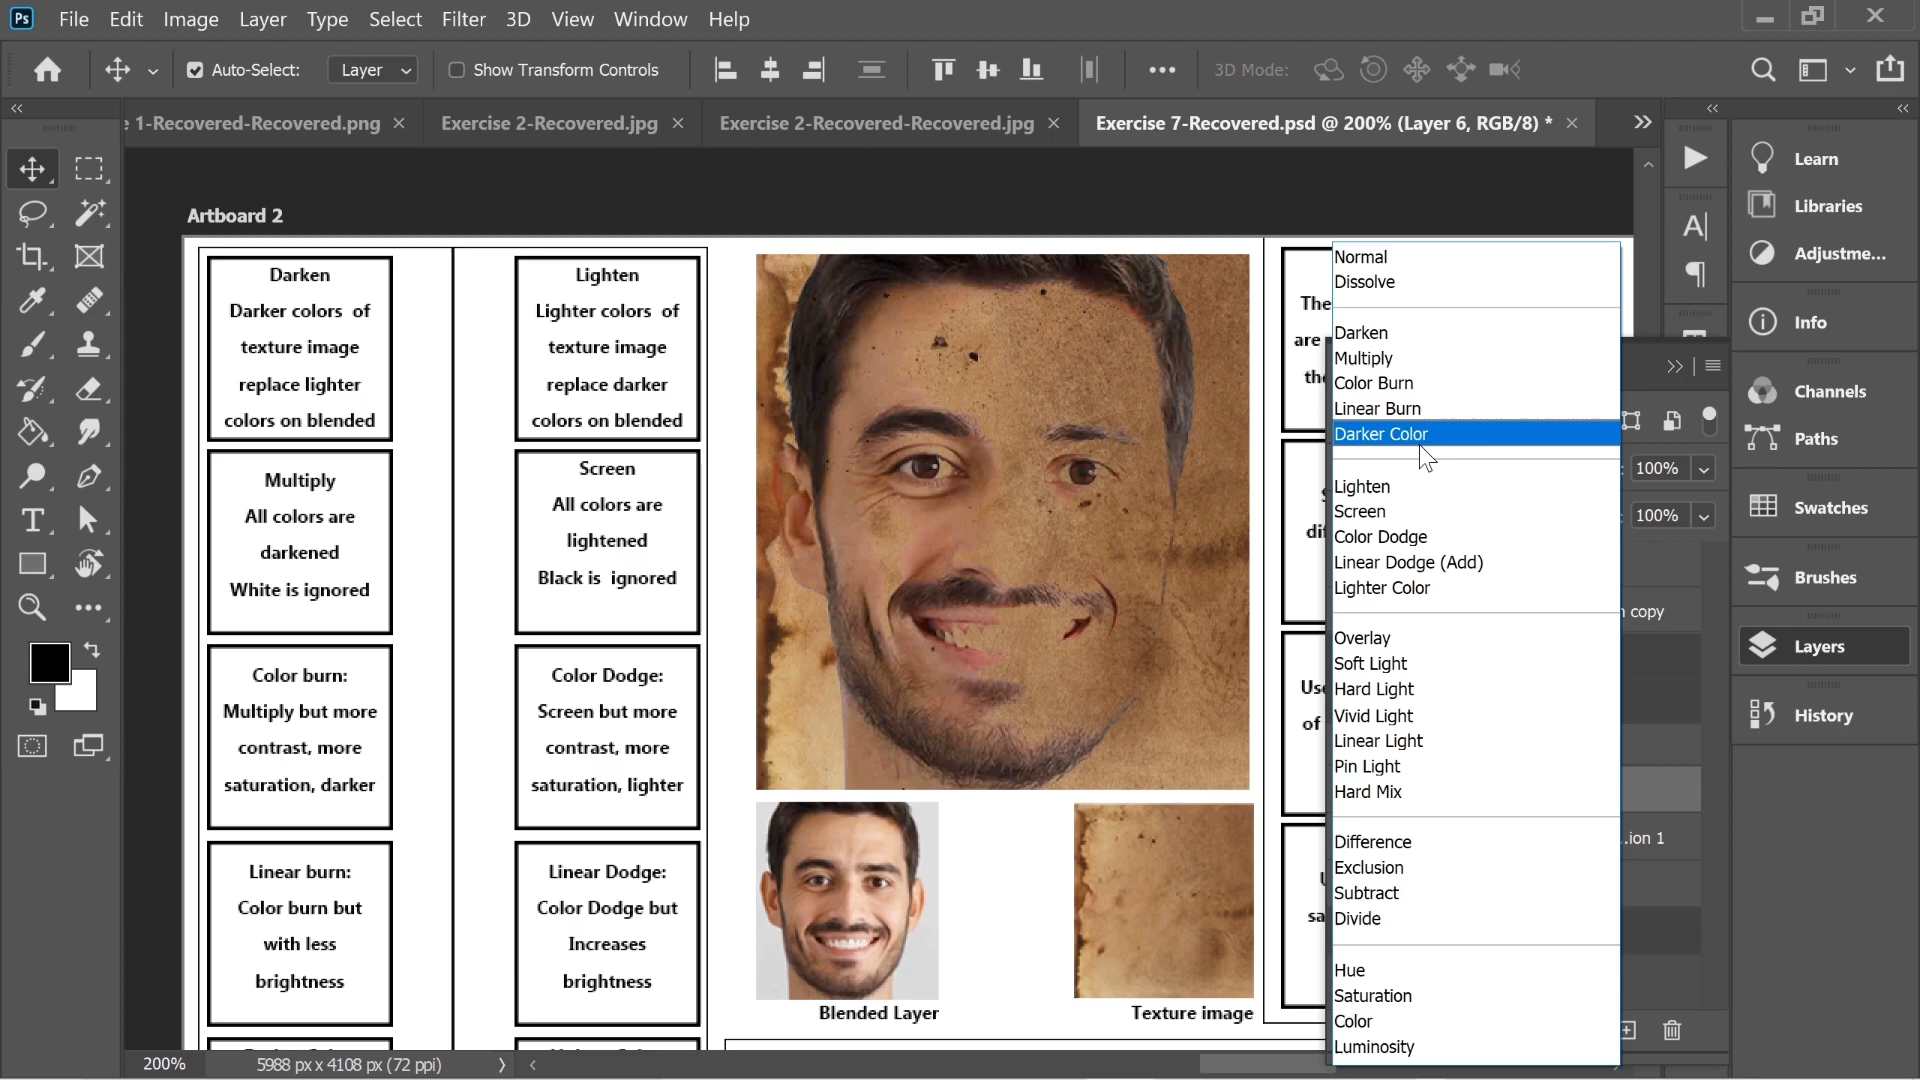 Ps File Edit Image Layer Type Select Filter 3D View Window Help
Auto-Select: Layer Show Transform Controls 3D Mode:
e 1-Recovered-Recovered.png Exercise 2-Recovered.jpg Exercise 2-Recovered-Recovered.jpg Exercise 7-Recovered.psd @ 200% (Layer 6, RGB/8) *
Artboard 2
Darken
Darker colors of
texture image
replace lighter
colors on blended
Multiply
All colors are
darkened
White is ignored
Color burn:
Multiply but more
contrast, more
saturation, darker
Linear burn:
Color burn but
with less
brightness
Lighten
Lighter colors of
texture image
replace darker
colors on blended
Screen
All colors are
lightened
Black is ignored
Color Dodge:
Screen but more
contrast, more
saturation, lighter
Linear Dodge:
Color Dodge but
Increases
brightness
Blended Layer
Texture image
The
are
the
dif
Use
of
sa
Normal
Dissolve
Darken
Multiply
Color Burn
Linear Burn
Darker Color
Lighten
Screen
Color Dodge
Linear Dodge (Add)
Lighter Color
Overlay
Soft Light
Hard Light
Vivid Light
Linear Light
Pin Light
Hard Mix
Difference
Exclusion
Subtract
Divide
Hue
Saturation
Color
Luminosity
100%
100%
copy
...ion 1
Learn
Libraries
Adjustme...
Info
Channels
Paths
Swatches
Brushes
Layers
History
200% 5988 px x 4108 px (72 ppi)